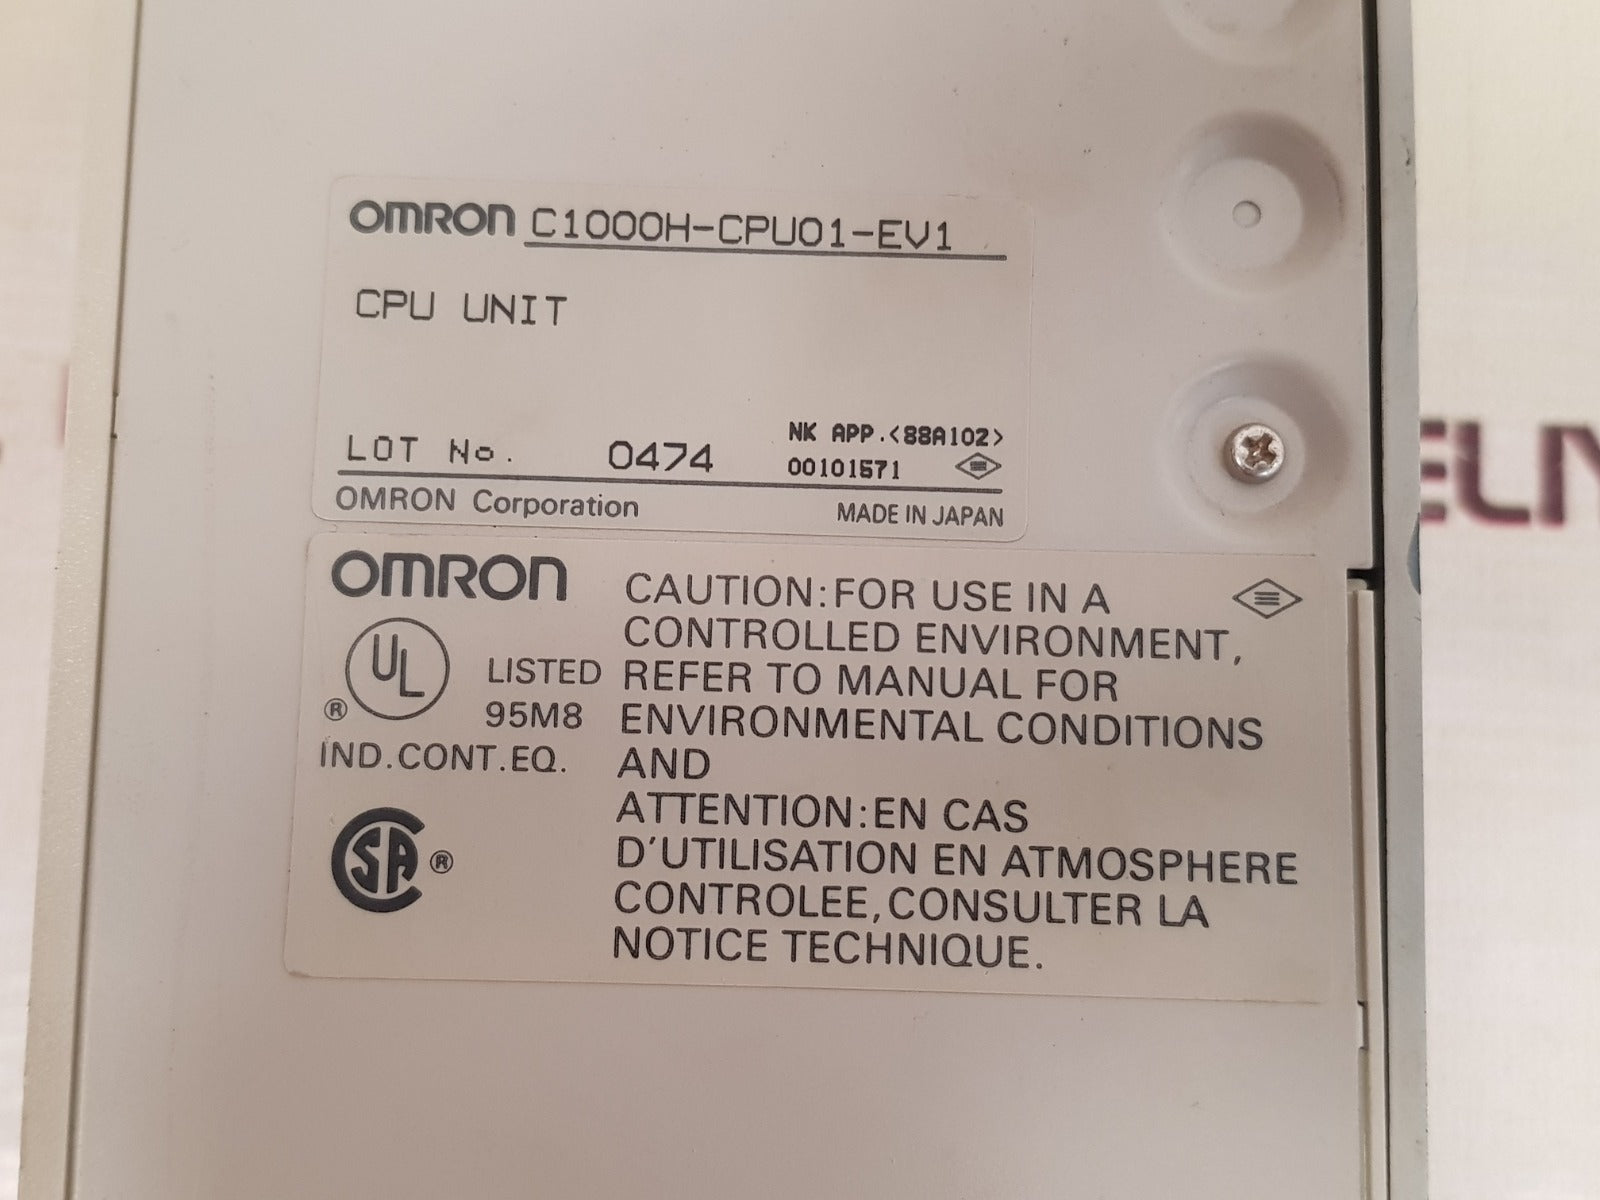 OMRON C1000H-CPU01-EV1
CPU UNIT
NK APP.<88A102>
LOT No. 0474 00101571
OMRON Corporation MADE IN JAPAN
OMRON
UL
LISTED
®
95M8
IND.CONT.EQ.
SA ®
CAUTION:FOR USE IN A
CONTROLLED ENVIRONMENT,
REFER TO MANUAL FOR
ENVIRONMENTAL CONDITIONS
AND
ATTENTION:EN CAS
D'UTILISATION EN ATMOSPHERE
CONTROLEE,CONSULTER LA
NOTICE TECHNIQUE.